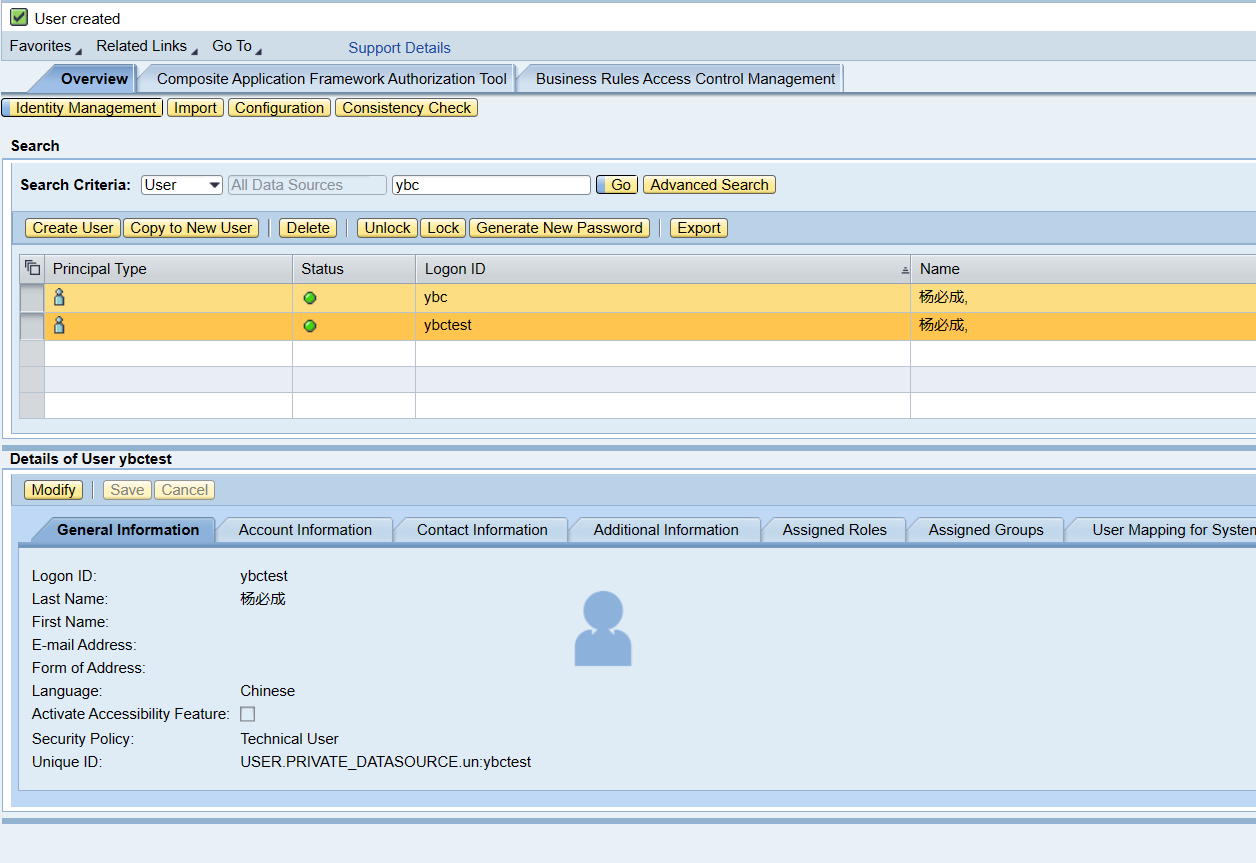 User created
Favorites Related Links Go To Support Details
Overview Composite Application Framework Authorization Tool Business Rules Access Control Management
Identity Management Import Configuration Consistency Check
Search
Search Criteria: User All Data Sources ybc Go Advanced Search
Create User Copy to New User Delete Unlock Lock Generate New Password Export
Principal Type Status Logon ID Name
ybc 杨必成,
ybctest 杨必成,
Details of User ybctest
Modify Save Cancel
General Information Account Information Contact Information Additional Information Assigned Roles Assigned Groups User Mapping for System
Logon ID: ybctest
Last Name: 杨必成
First Name:
E-mail Address:
Form of Address:
Language: Chinese
Activate Accessibility Feature:
Security Policy: Technical User
Unique ID: USER.PRIVATE_DATASOURCE.un:ybctest